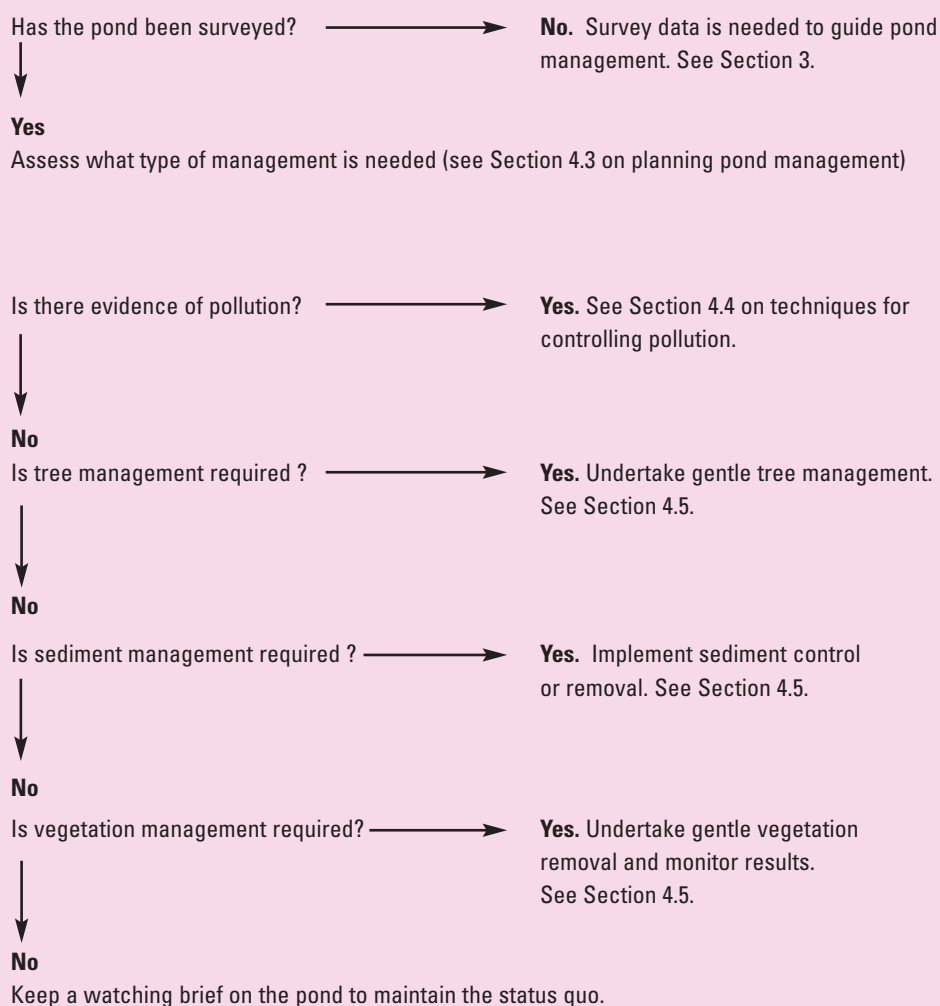 Has the pond been surveyed?
No. Survey data is needed to guide pond
management. See Section 3.
Yes
Assess what type of management is needed (see Section 4.3 on planning pond management)
Is there evidence of pollution?
Yes. See Section 4.4 on techniques for
controlling pollution.
No
Is tree management required ?
Yes. Undertake gentle tree management.
See Section 4.5.
No
Is sediment management required ?
Yes. Implement sediment control
or removal. See Section 4.5.
No
Is vegetation management required?
Yes. Undertake gentle vegetation
removal and monitor results.
See Section 4.5.
No
Keep a watching brief on the pond to maintain the status quo.